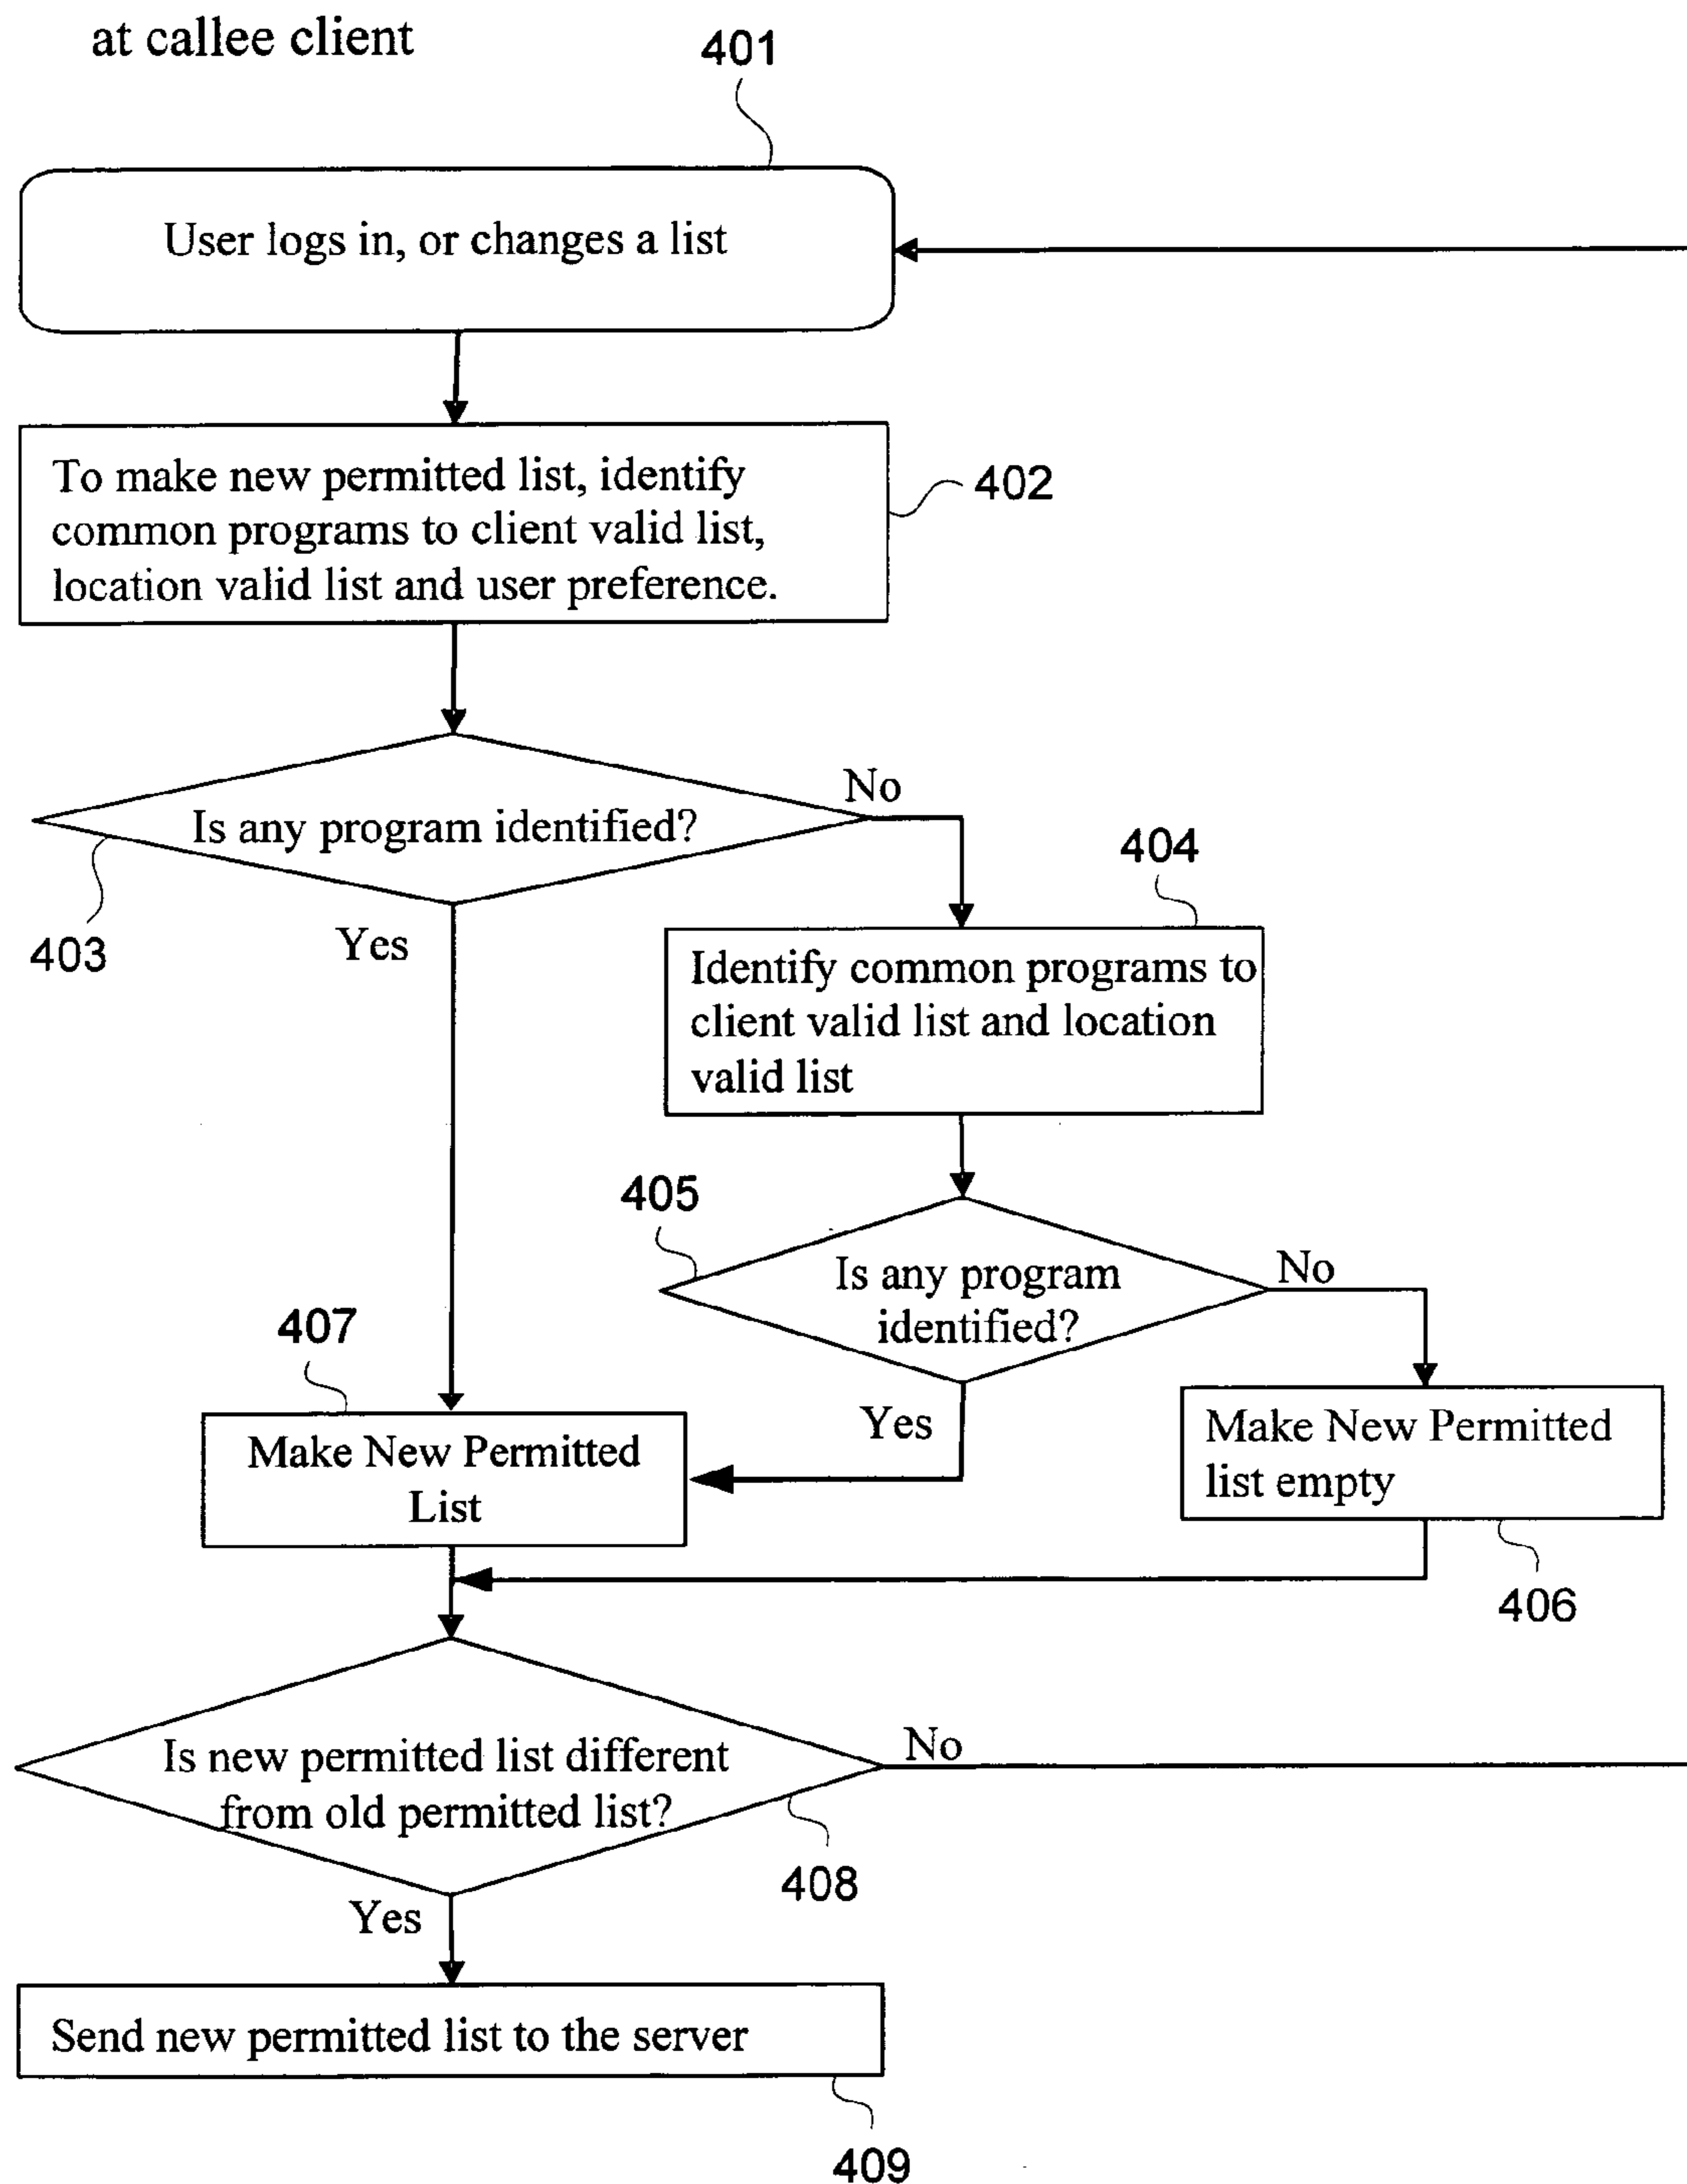 at callee client
401
User logs in, or changes a list
To make new permitted list, identify
common programs to client valid list,
location valid list and user preference.
402
No
Is any program identified?
403
Yes
404
Identify common programs to
client valid list and location
valid list
405
Is any program
identified?
No
Yes
407
Make New Permitted
List
Make New Permitted
list empty
406
Is new permitted list different
from old permitted list?
No
408
Yes
Send new permitted list to the server
409